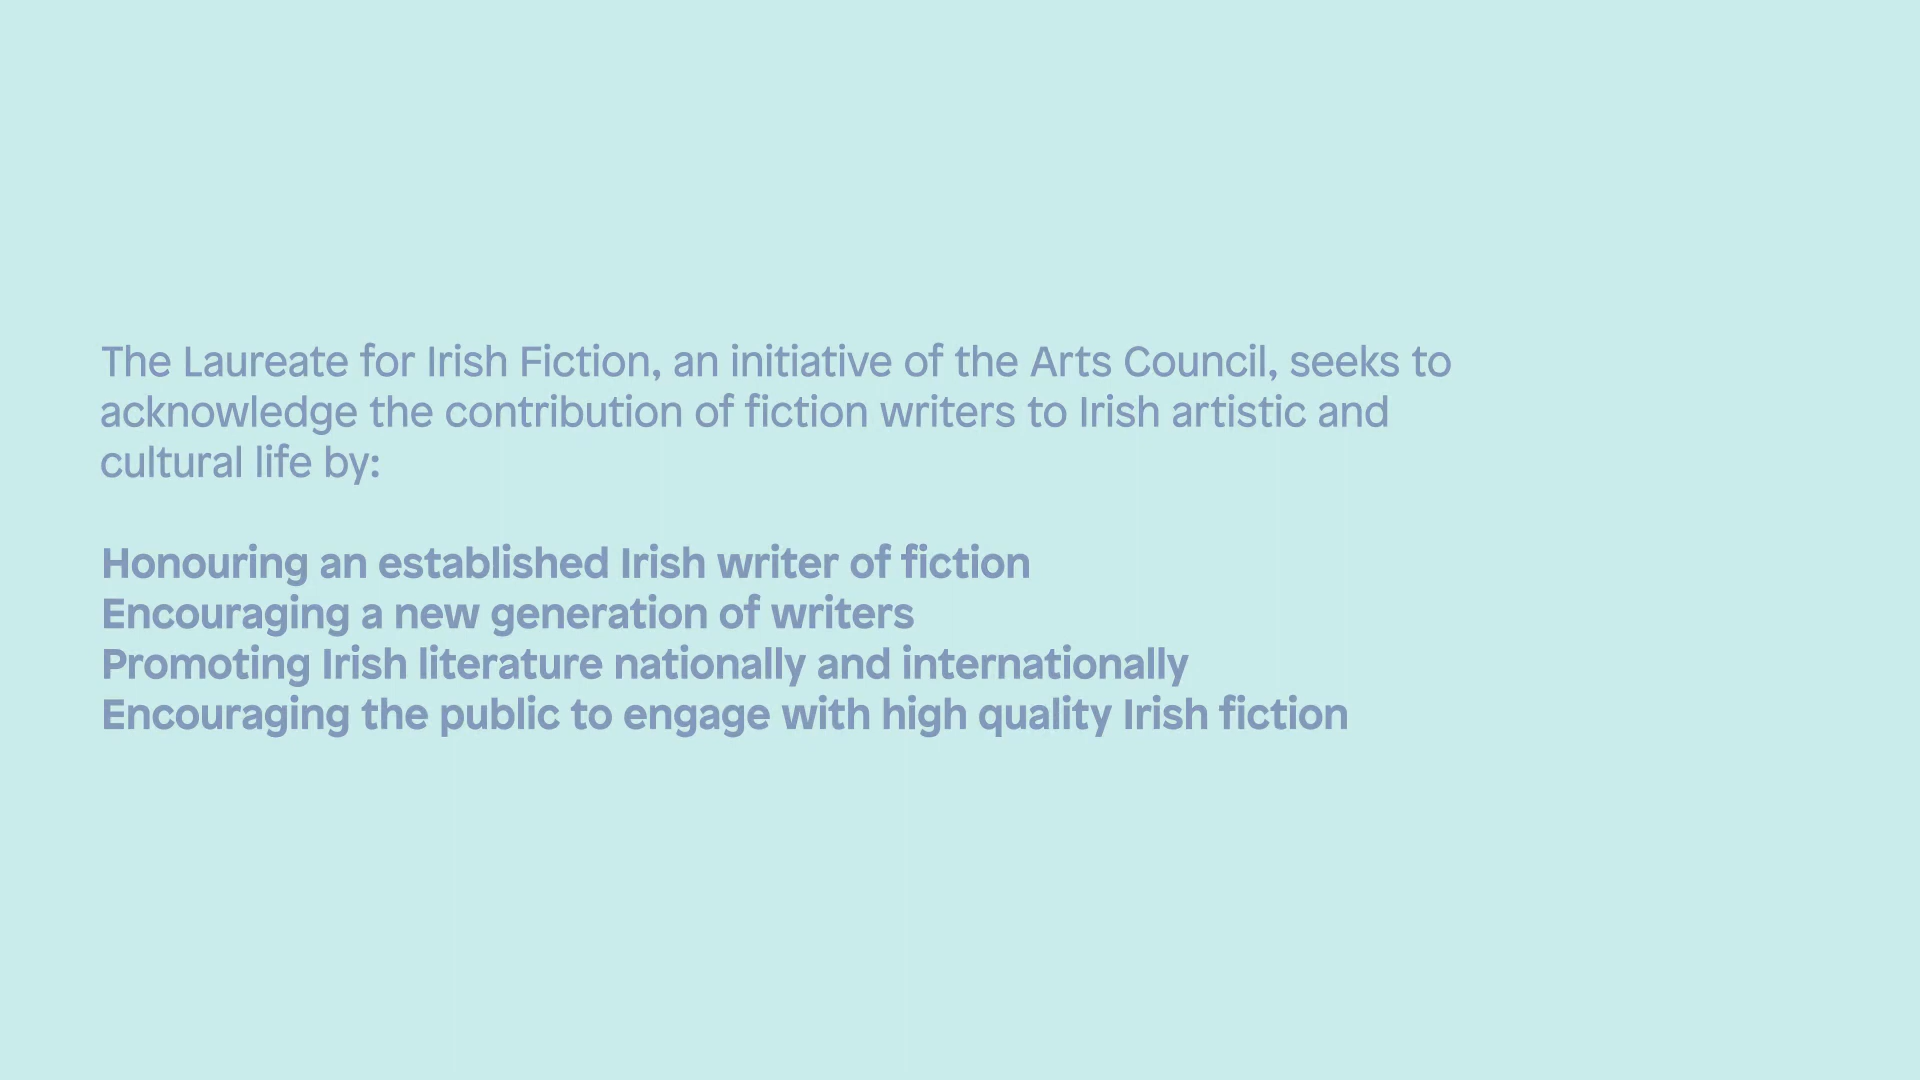 The Laureate for Irish Fiction, an initiative of the Arts Council, seeks to
acknowledge the contribution of fiction writers to Irish artistic and
cultural life by:
Honouring an established Irish writer of fiction
Encouraging a new generation of writers
Promoting Irish literature nationally and internationally
Encouraging the public to engage with high quality Irish fiction